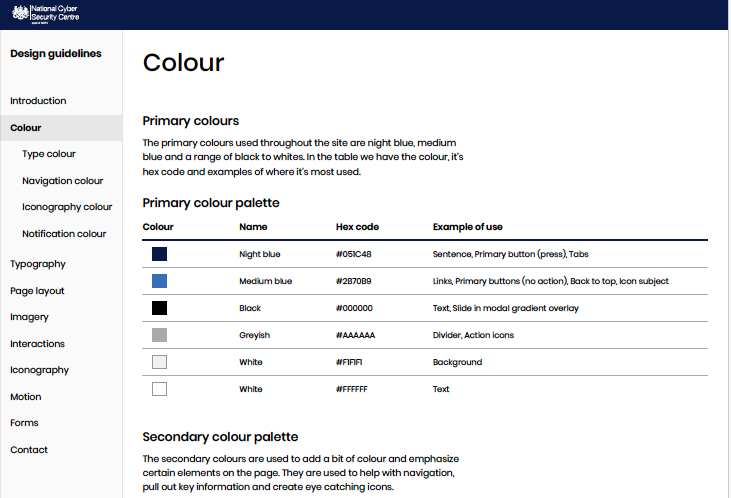 National Cyber
Security Centre
Design guidelines
Introduction
Colour
Type colour
Navigation colour
Iconography colour
Notification colour
Typography
Page layout
Imagery
Interactions
Iconography
Motion
Forms
Contact
Colour
Primary colours
The primary colours used throughout the site are night blue, medium
blue and a range of black to whites. In the table we have the colour, it's
hex code and examples of where it's most used.
Primary colour palette
Colour Name Hex code Example of use
Night blue #051C48 Sentence, Primary button (press), Tabs
Medium blue #2B70B9 Links, Primary buttons (no action), Back to top, Icon subject
Black #000000 Text, Slide in modal gradient overlay
Greyish #AAAAAA Divider, Action icons
White #F1F1F1 Background
White #FFFFFF Text
Secondary colour palette
The secondary colours are used to add a bit of colour and emphasize
certain elements on the page. They are used to help with navigation,
pull out key information and create eye catching icons.